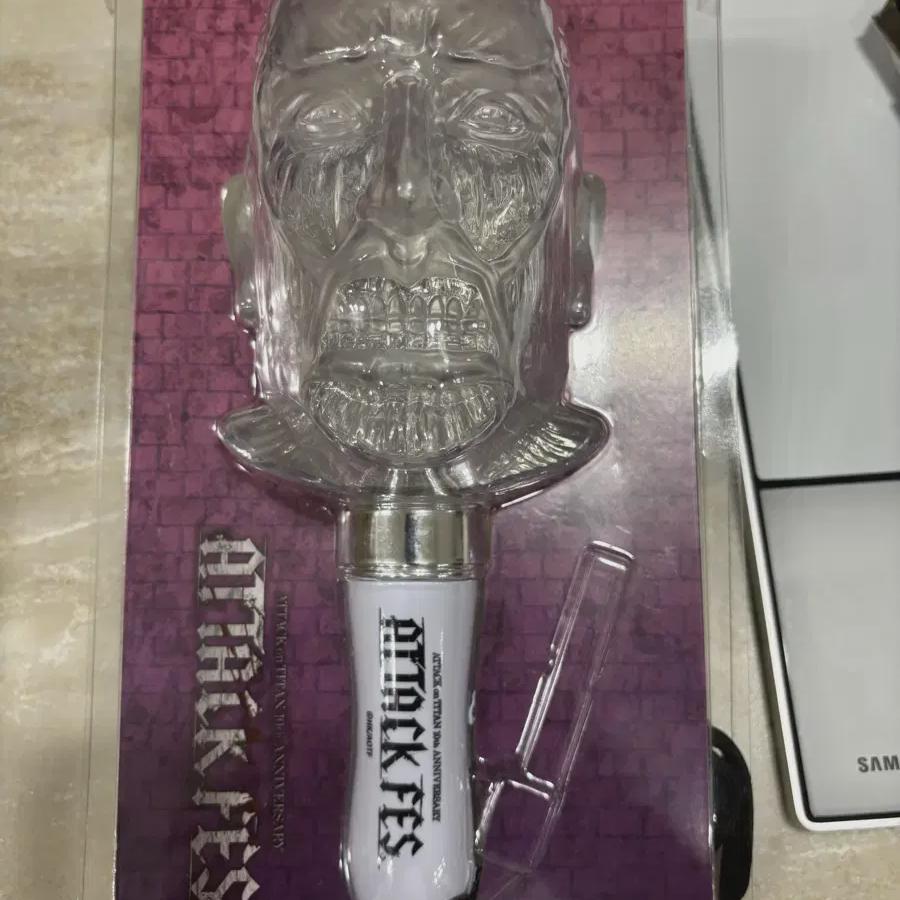 ATTACK FES
ATTACK on TITAN 10th ANNIVERSARY
ATTACK on TITAN 10th ANNIVERSARY
ATTACK FES
SAM